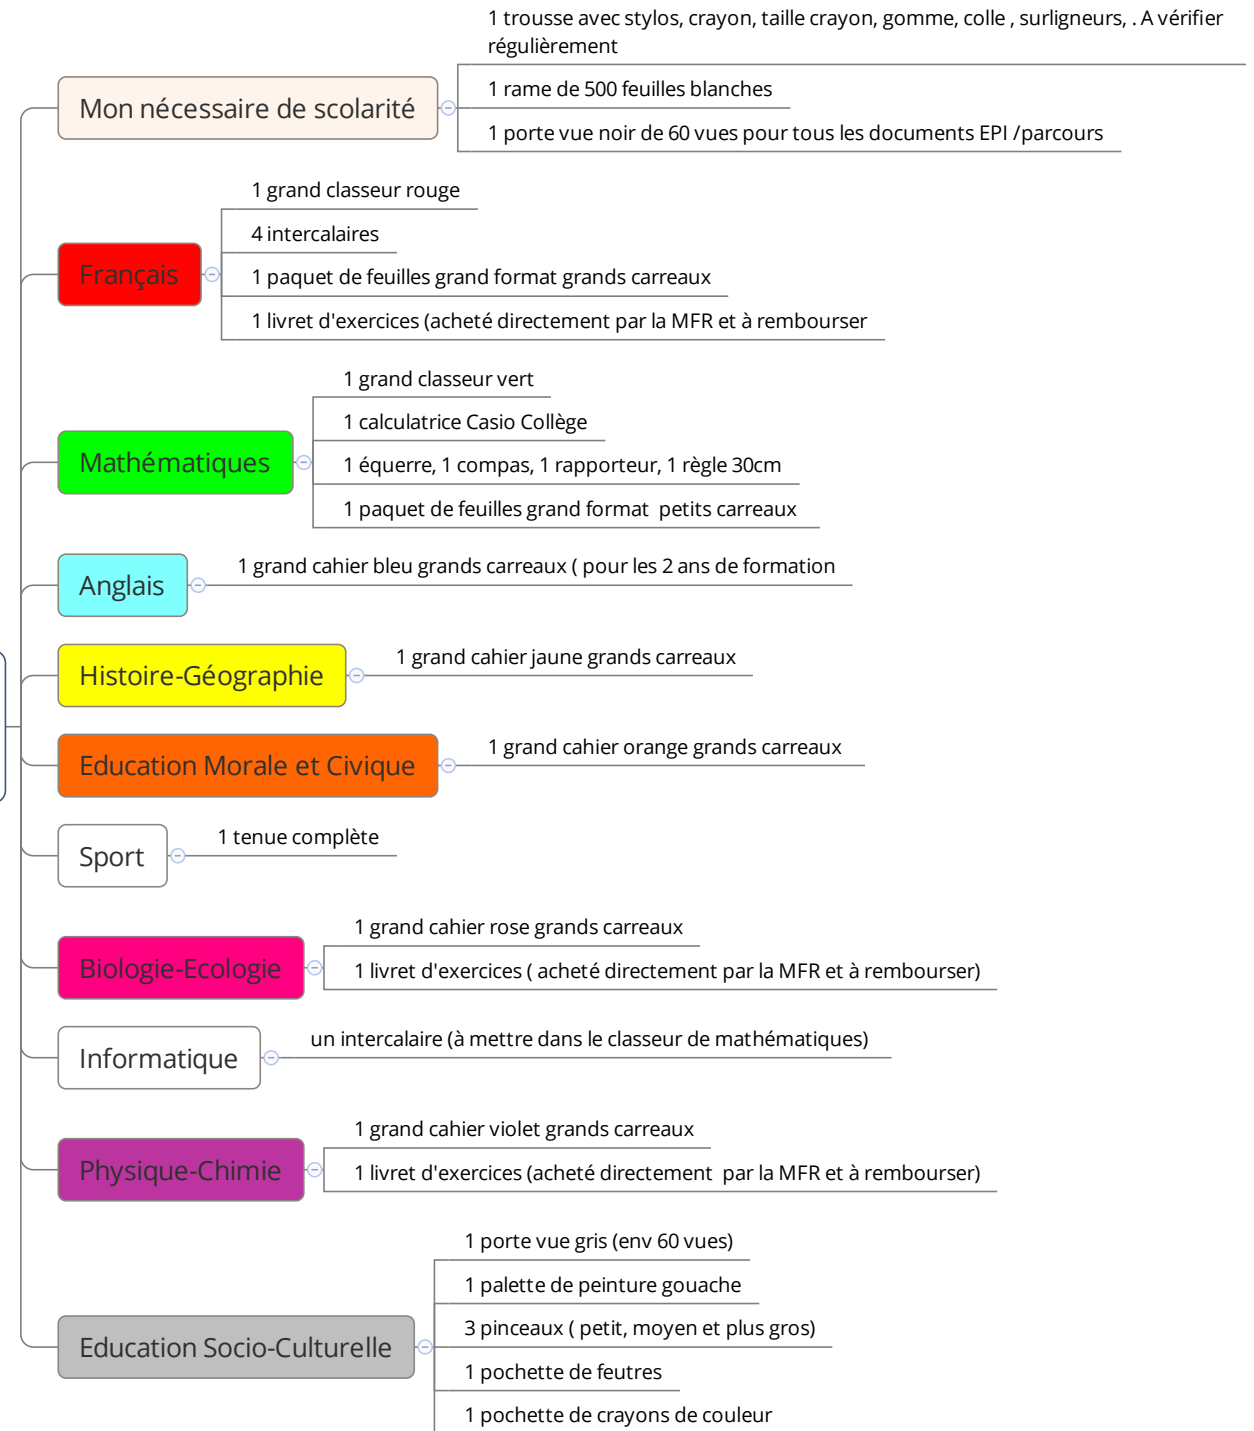 1 trousse avec stylos, crayon, taille crayon, gomme, colle , surligneurs, . A vérifier
régulièrement
Mon nécessaire de scolarité
1 rame de 500 feuilles blanches
1 porte vue noir de 60 vues pour tous les documents EPI /parcours
Français
1 grand classeur rouge
4 intercalaires
1 paquet de feuilles grand format grands carreaux
1 livret d'exercices (acheté directement par la MFR et à rembourser
Mathématiques
1 grand classeur vert
1 calculatrice Casio Collège
1 équerre, 1 compas, 1 rapporteur, 1 règle 30cm
1 paquet de feuilles grand format  petits carreaux
Anglais
1 grand cahier bleu grands carreaux ( pour les 2 ans de formation
Histoire-Géographie
1 grand cahier jaune grands carreaux
Education Morale et Civique
1 grand cahier orange grands carreaux
Sport
1 tenue complète
Biologie-Ecologie
1 grand cahier rose grands carreaux
1 livret d'exercices ( acheté directement par la MFR et à rembourser)
Informatique
un intercalaire (à mettre dans le classeur de mathématiques)
Physique-Chimie
1 grand cahier violet grands carreaux
1 livret d'exercices (acheté directement  par la MFR et à rembourser)
Education Socio-Culturelle
1 porte vue gris (env 60 vues)
1 palette de peinture gouache
3 pinceaux ( petit, moyen et plus gros)
1 pochette de feutres
1 pochette de crayons de couleur